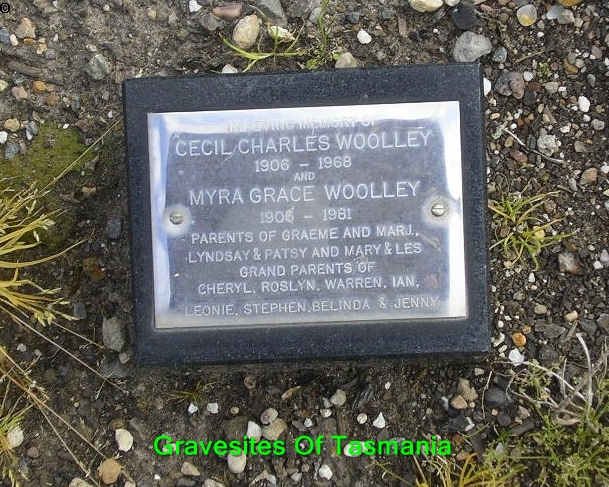 IN LOVING MEMORY OF
CECIL CHARLES WOOLLEY
1906 - 1968
AND
MYRA GRACE WOOLLEY
1906 - 1981
PARENTS OF GRAEME AND MARJ.,
LYNDSAY & PATSY AND MARY & LES
GRAND PARENTS OF
CHERYL, ROSLYN, WARREN, IAN,
LEONIE, STEPHEN, BELINDA & JENNY
Gravesites Of Tasmania